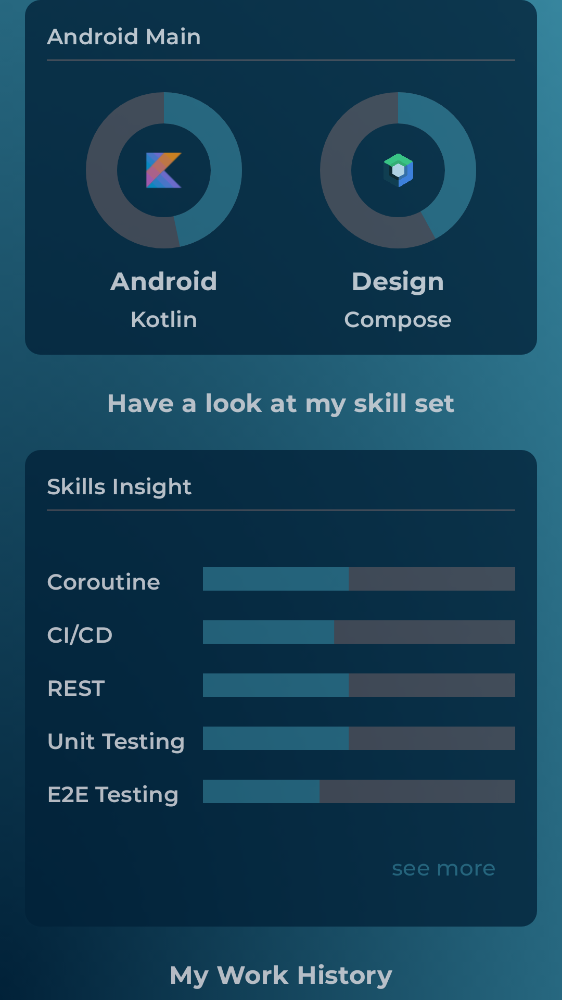 Android Main
Android
Design
Kotlin
Compose
Have a look at my skill set
Skills Insight
Coroutine
CI/CD
REST
Unit Testing
E2E Testing
see more
My Work History